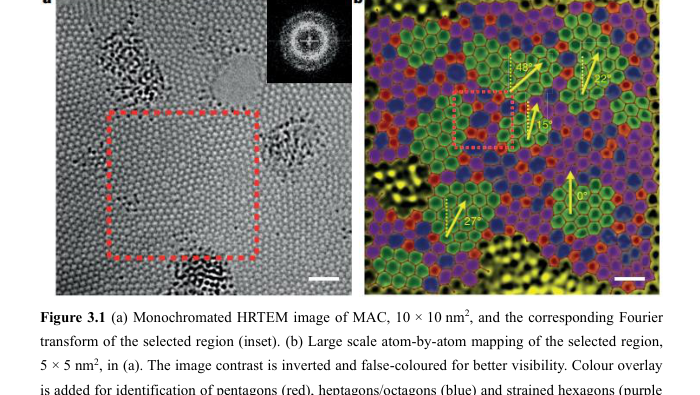 a
b
48°
22°
15°
0°
27°
Figure 3.1 (a) Monochromated HRTEM image of MAC, 10 × 10 nm², and the corresponding Fourier
transform of the selected region (inset). (b) Large scale atom-by-atom mapping of the selected region,
5 × 5 nm², in (a). The image contrast is inverted and false-coloured for better visibility. Colour overlay
is added for identification of pentagons (red), heptagons/octagons (blue) and strained hexagons (purple